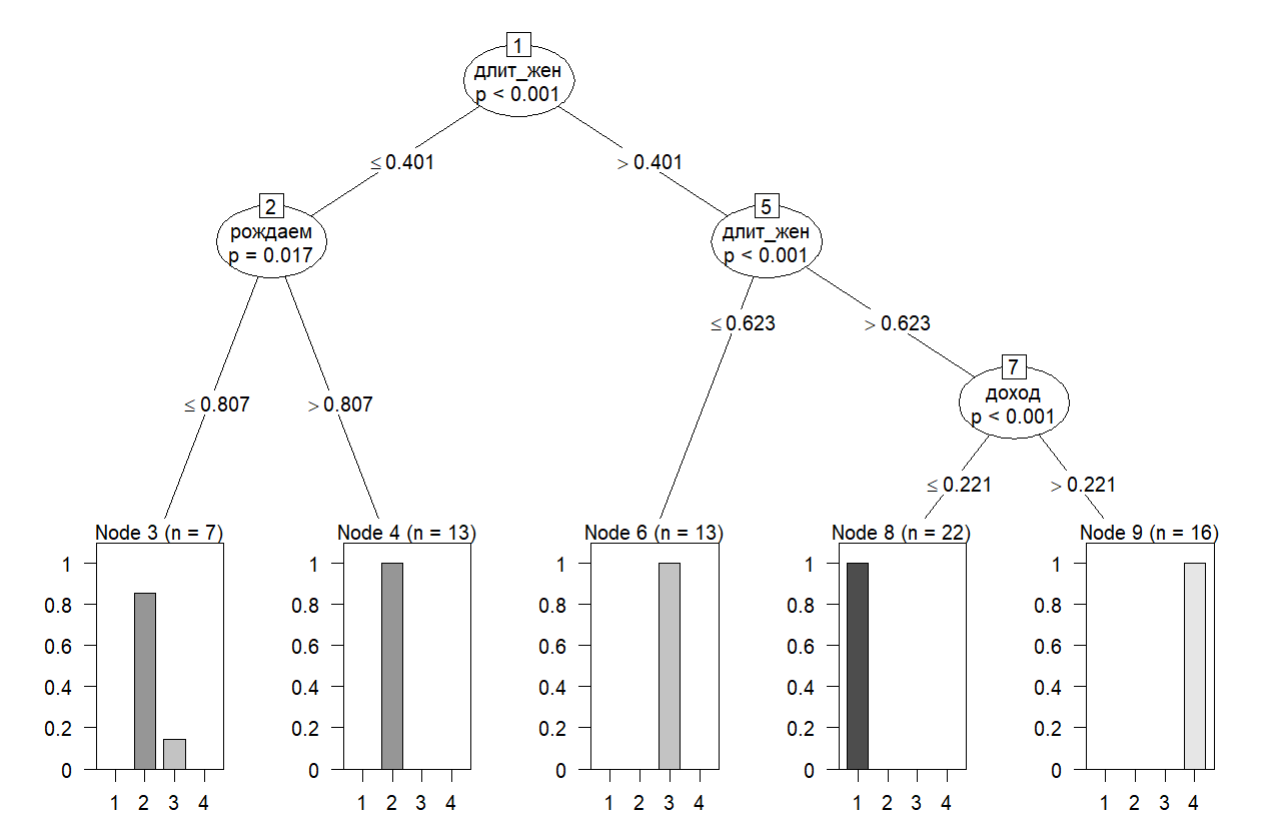 1
длит_жен
p < 0.001
≤ 0.401
> 0.401
2
рождаем
p = 0.017
5
длит_жен
p < 0.001
≤ 0.807
> 0.807
≤ 0.623
> 0.623
7
доход
p < 0.001
≤ 0.221
> 0.221
Node 3 (n = 7)
1
0.8
0.6
0.4
0.2
0
1 2 3 4
Node 4 (n = 13)
1
0.8
0.6
0.4
0.2
0
1 2 3 4
Node 6 (n = 13)
1
0.8
0.6
0.4
0.2
0
1 2 3 4
Node 8 (n = 22)
1
0.8
0.6
0.4
0.2
0
1 2 3 4
Node 9 (n = 16)
1
0.8
0.6
0.4
0.2
0
1 2 3 4